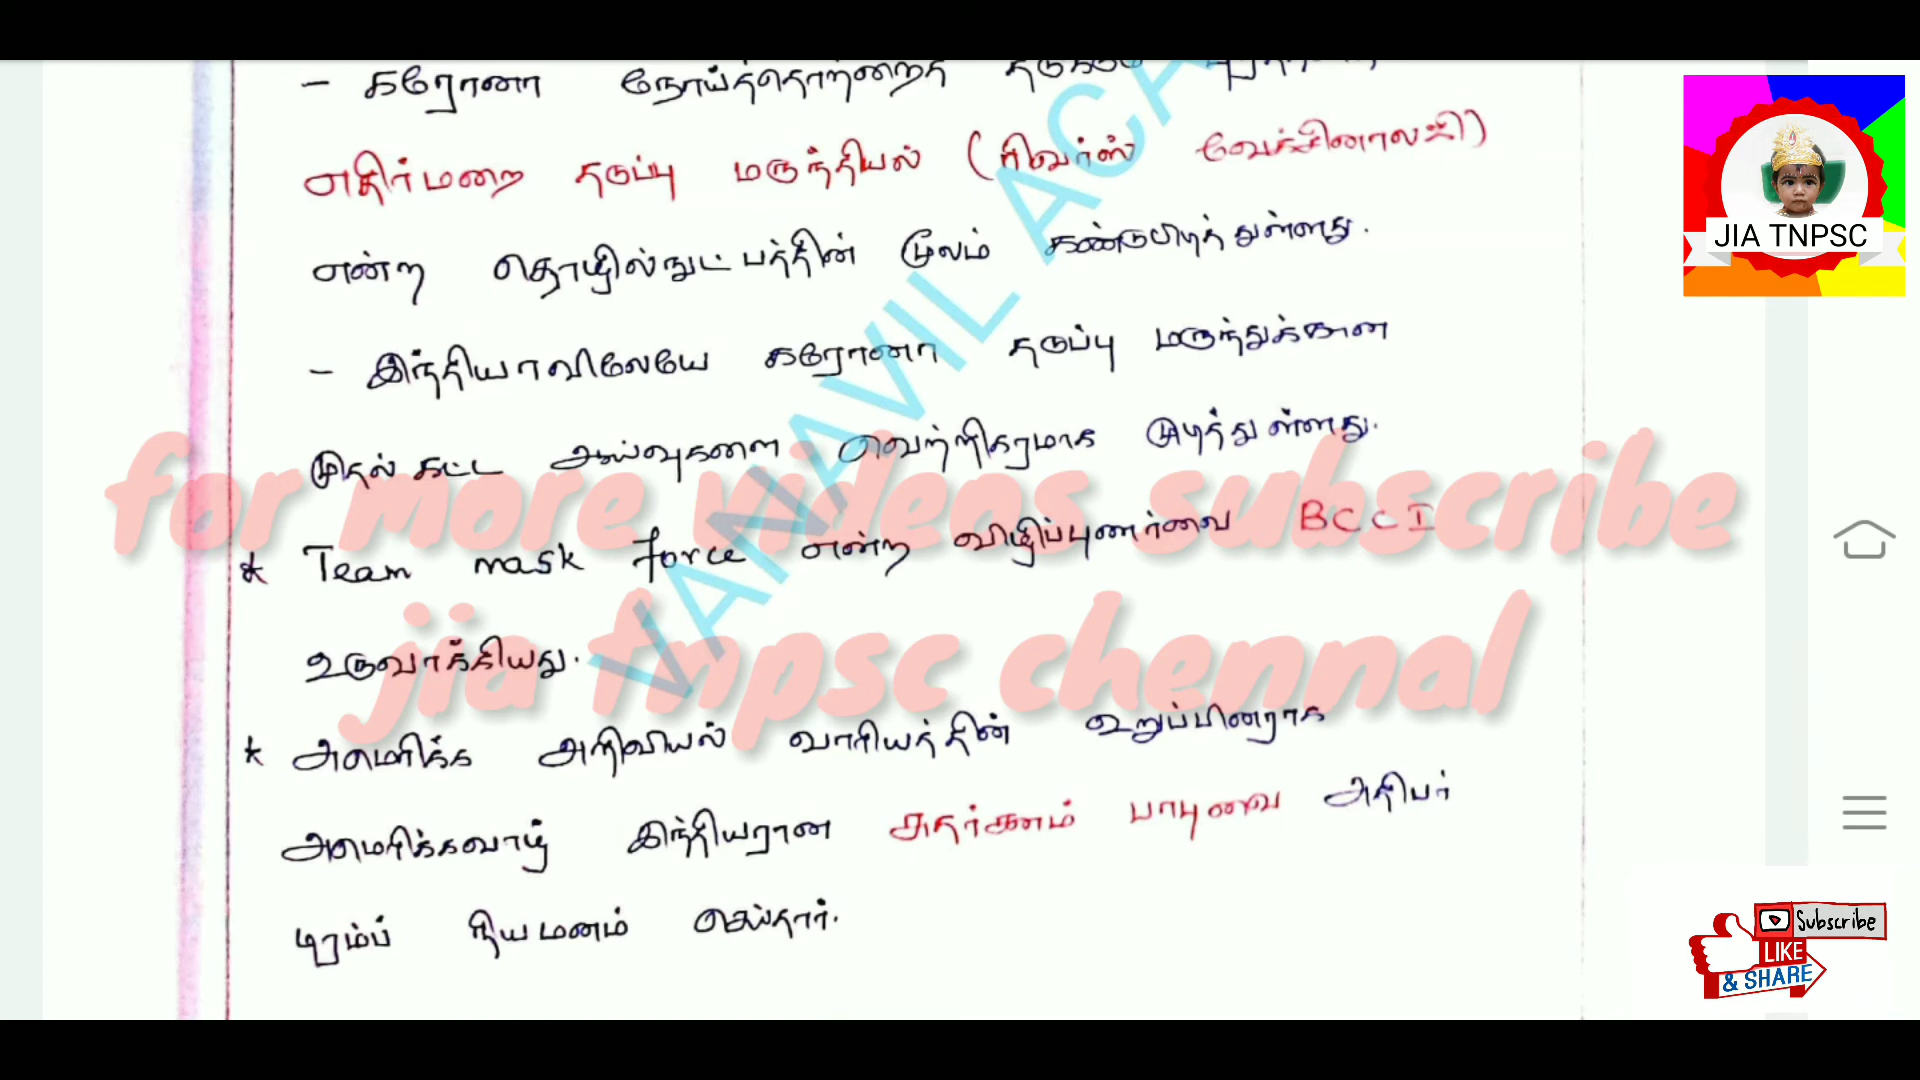 - கரோனா நோய்த்தொற்றைத்
எதிர்மறை தடுப்பு மருந்தியல் (ரிவர்ஸ் வேக்சினாலஜி)
என்ற தொழில்நுட்பத்தின் மூலம் கண்டுபிடித்துள்ளது.
- இந்தியாவிலேயே கரோனா தடுப்பு மருந்துக்கான
முதல்கட்ட ஆய்வுகளை வெற்றிகரமாக முடித்துள்ளது.
* Team mask force என்ற விழிப்புணர்வை BCCI
உருவாக்கியது.
* அமெரிக்க அறிவியல் வாரியத்தின் உறுப்பினராக
அமெரிக்கவாழ் இந்தியரான சுதர்சனம் பாபுவை அதிபர்
டிரம்ப் நியமனம் செய்தார்.
VANAVIL ACA
for more videos subscribe
jia tnpsc chennal
JIA TNPSC
Subscribe
LIKE
& SHARE